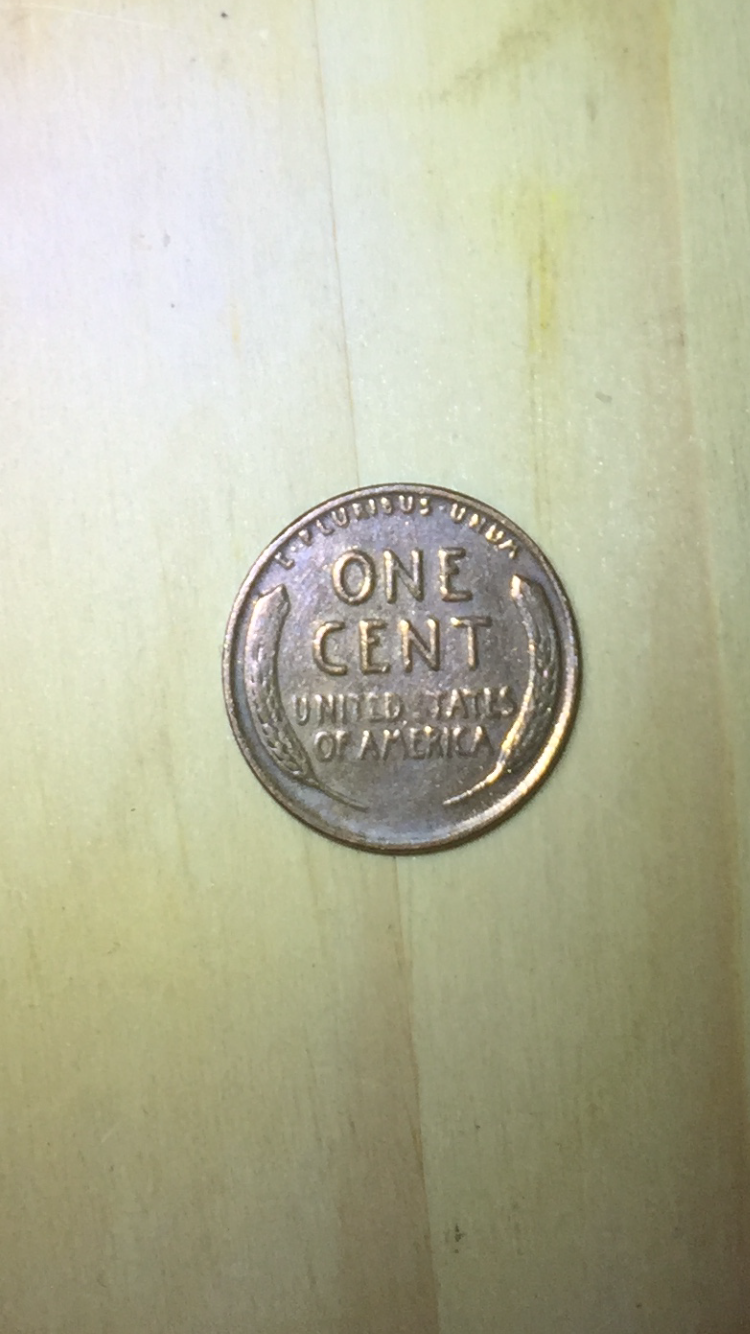 E·PLURIBUS·UNUM
ONE
CENT
UNITED STATES
OF AMERICA